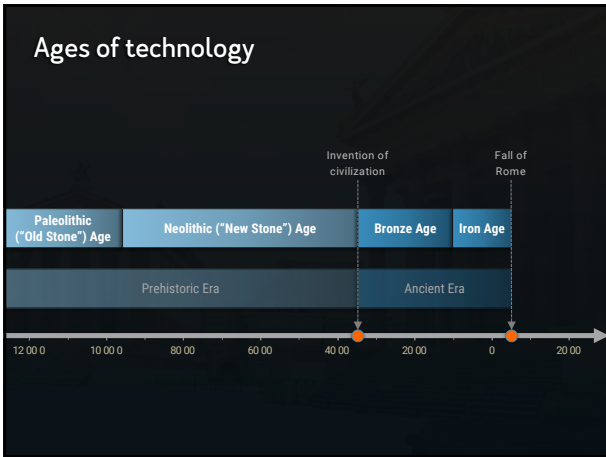 Ages of technology
Invention of
civilization
Fall of
Rome
Paleolithic
(“Old Stone”) Age
Neolithic (“New Stone”) Age
Bronze Age
Iron Age
Prehistoric Era
Ancient Era
12 00 0 10 00 0 80 00 60 00 40 00 20 00 0 20 00